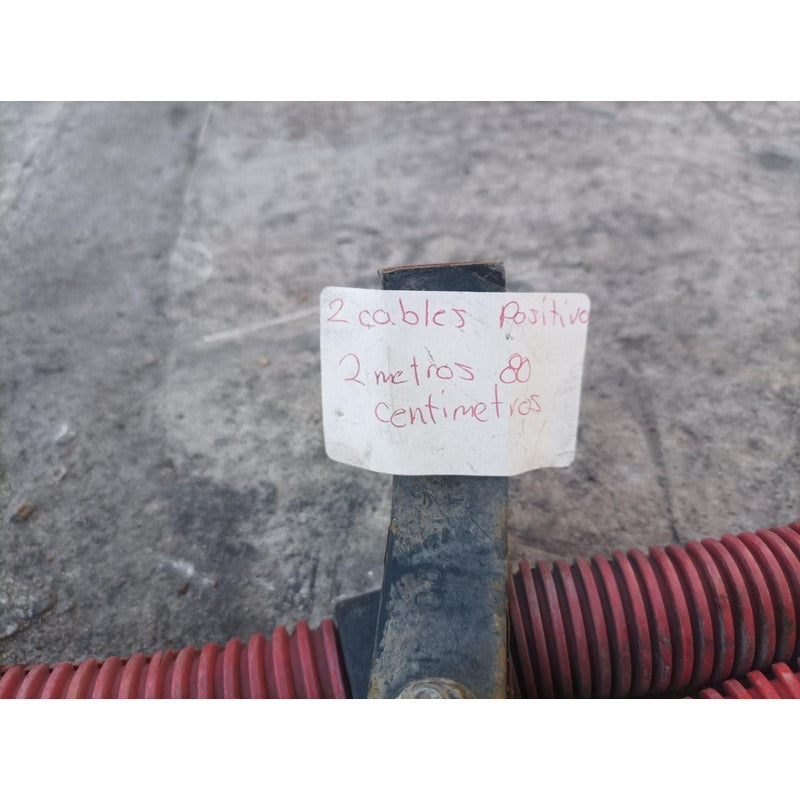 2 cables Positivo
2 metros 80
centimetros